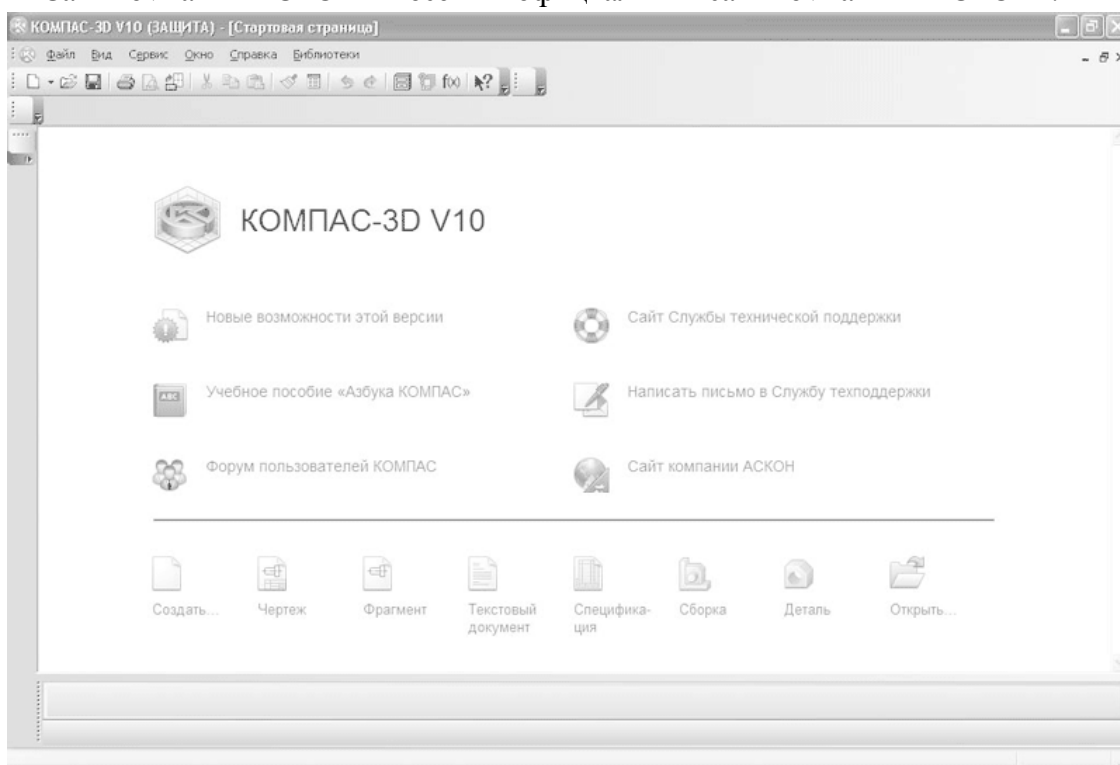 КОМПАС-3D V10 (ЗАЩИТА) - [Стартовая страница]
Файл Вид Сервис Окно Справка Библиотеки
f(x)
КОМПАС-3D V10
Новые возможности этой версии
Сайт Службы технической поддержки
ABC
Учебное пособие «Азбука КОМПАС»
Написать письмо в Службу техподдержки
Форум пользователей КОМПАС
Сайт компании АСКОН
Создать...
Чертеж
Фрагмент
Текстовый
документ
Специфика-
ция
Сборка
Деталь
Открыть...